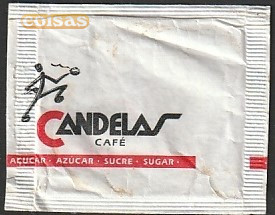 coisas
CANDELAS
CAFÉ
AÇUCAR · AZÚCAR · SUCRE · SUGAR ·